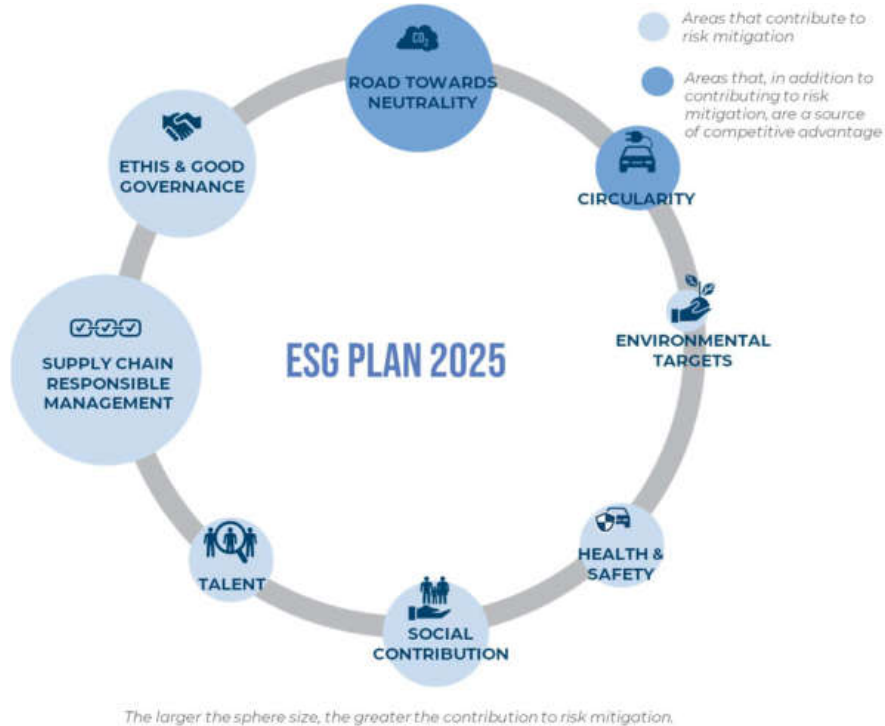 CO2
ROAD TOWARDS
NEUTRALITY
Areas that contribute to
risk mitigation
Areas that, in addition to
contributing to risk
mitigation, are a source
of competitive advantage
ETHIS & GOOD
GOVERNANCE
CIRCULARITY
ENVIRONMENTAL
TARGETS
SUPPLY CHAIN
RESPONSIBLE
MANAGEMENT
ESG PLAN 2025
HEALTH &
SAFETY
TALENT
SOCIAL
CONTRIBUTION
The larger the sphere size, the greater the contribution to risk mitigation.